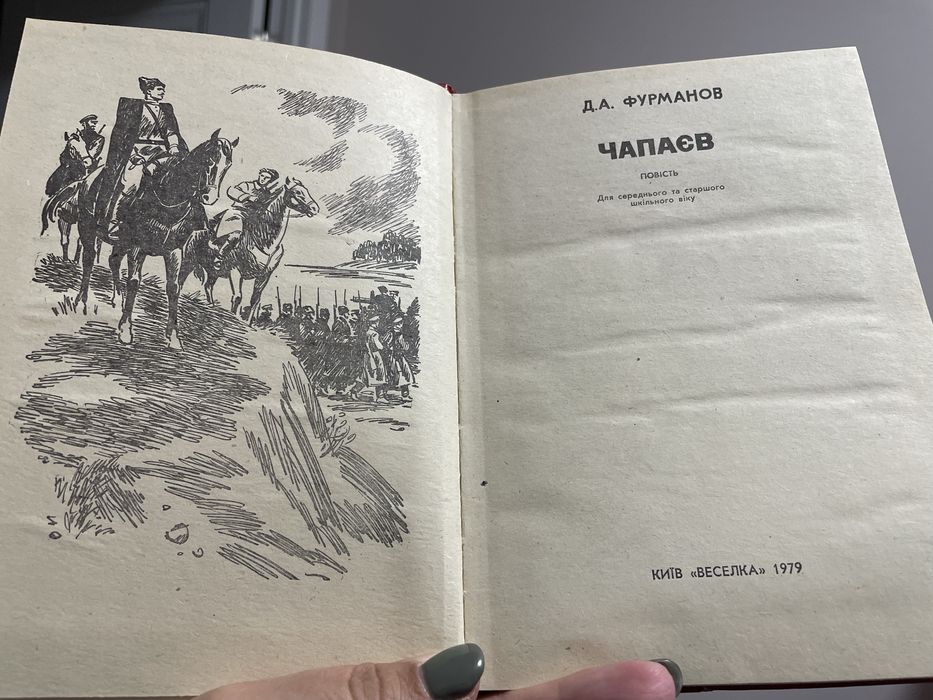 Д.А. ФУРМАНОВ
ЧАПАЄВ
ПОВІСТЬ
Для середнього та старшого
шкільного віку
КИЇВ «ВЕСЕЛКА» 1979